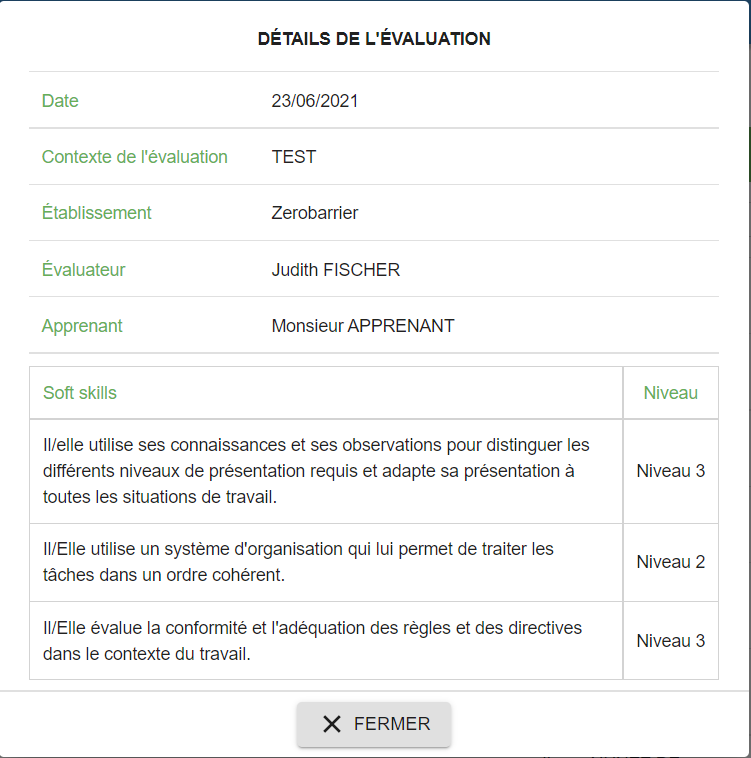 DÉTAILS DE L'ÉVALUATION
Date 23/06/2021
Contexte de l'évaluation TEST
Établissement Zerobarrier
Évaluateur Judith FISCHER
Apprenant Monsieur APPRENANT
Soft skills Niveau
Il/elle utilise ses connaissances et ses observations pour distinguer les
différents niveaux de présentation requis et adapte sa présentation à
toutes les situations de travail.
Niveau 3
Il/Elle utilise un système d'organisation qui lui permet de traiter les
tâches dans un ordre cohérent.
Niveau 2
Il/Elle évalue la conformité et l'adéquation des règles et des directives
dans le contexte du travail.
Niveau 3
FERMER